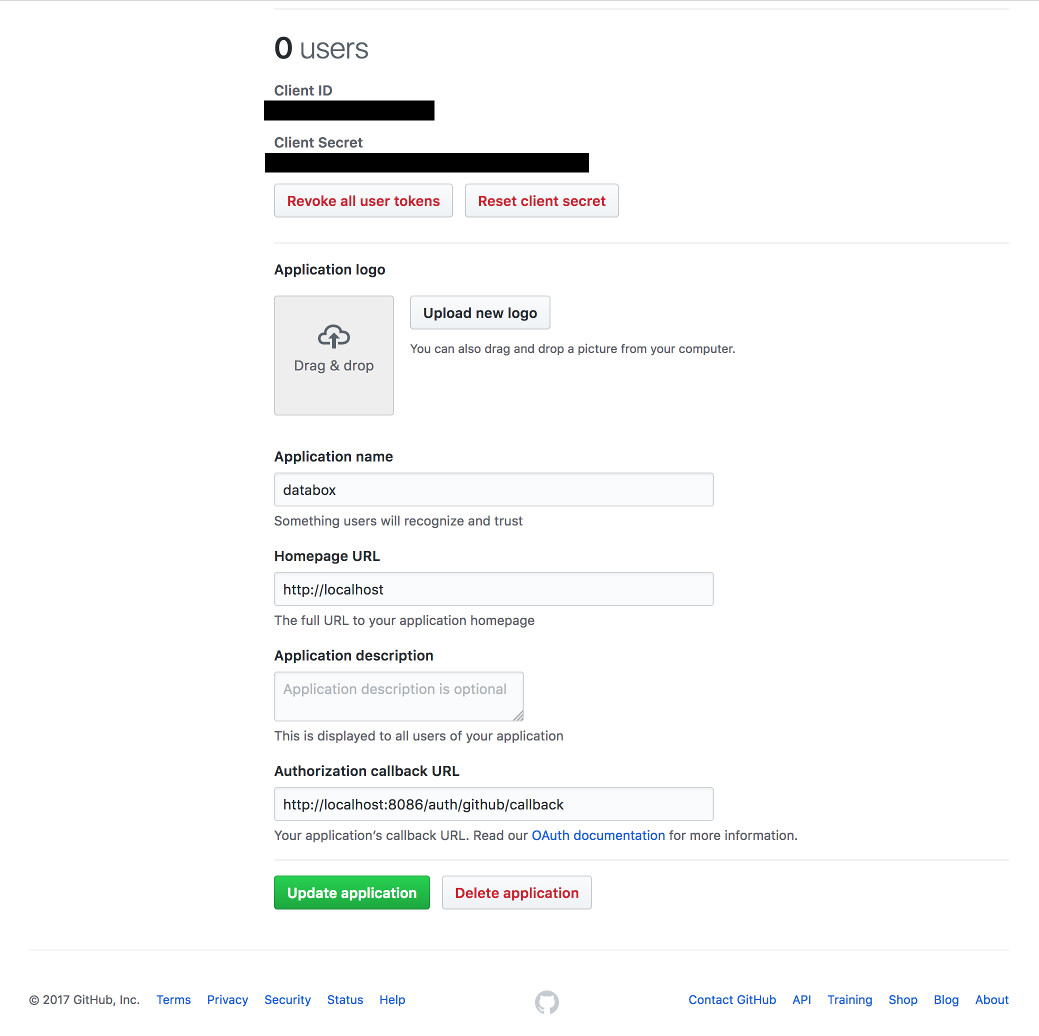 0 users
Client ID
Client Secret
Revoke all user tokens Reset client secret
Application logo
Upload new logo
You can also drag and drop a picture from your computer.
Drag & drop
Application name
databox
Something users will recognize and trust
Homepage URL
http://localhost
The full URL to your application homepage
Application description
Application description is optional
This is displayed to all users of your application
Authorization callback URL
http://localhost:8086/auth/github/callback
Your application’s callback URL. Read our OAuth documentation for more information.
Update application Delete application
© 2017 GitHub, Inc. Terms Privacy Security Status Help Contact GitHub API Training Shop Blog About